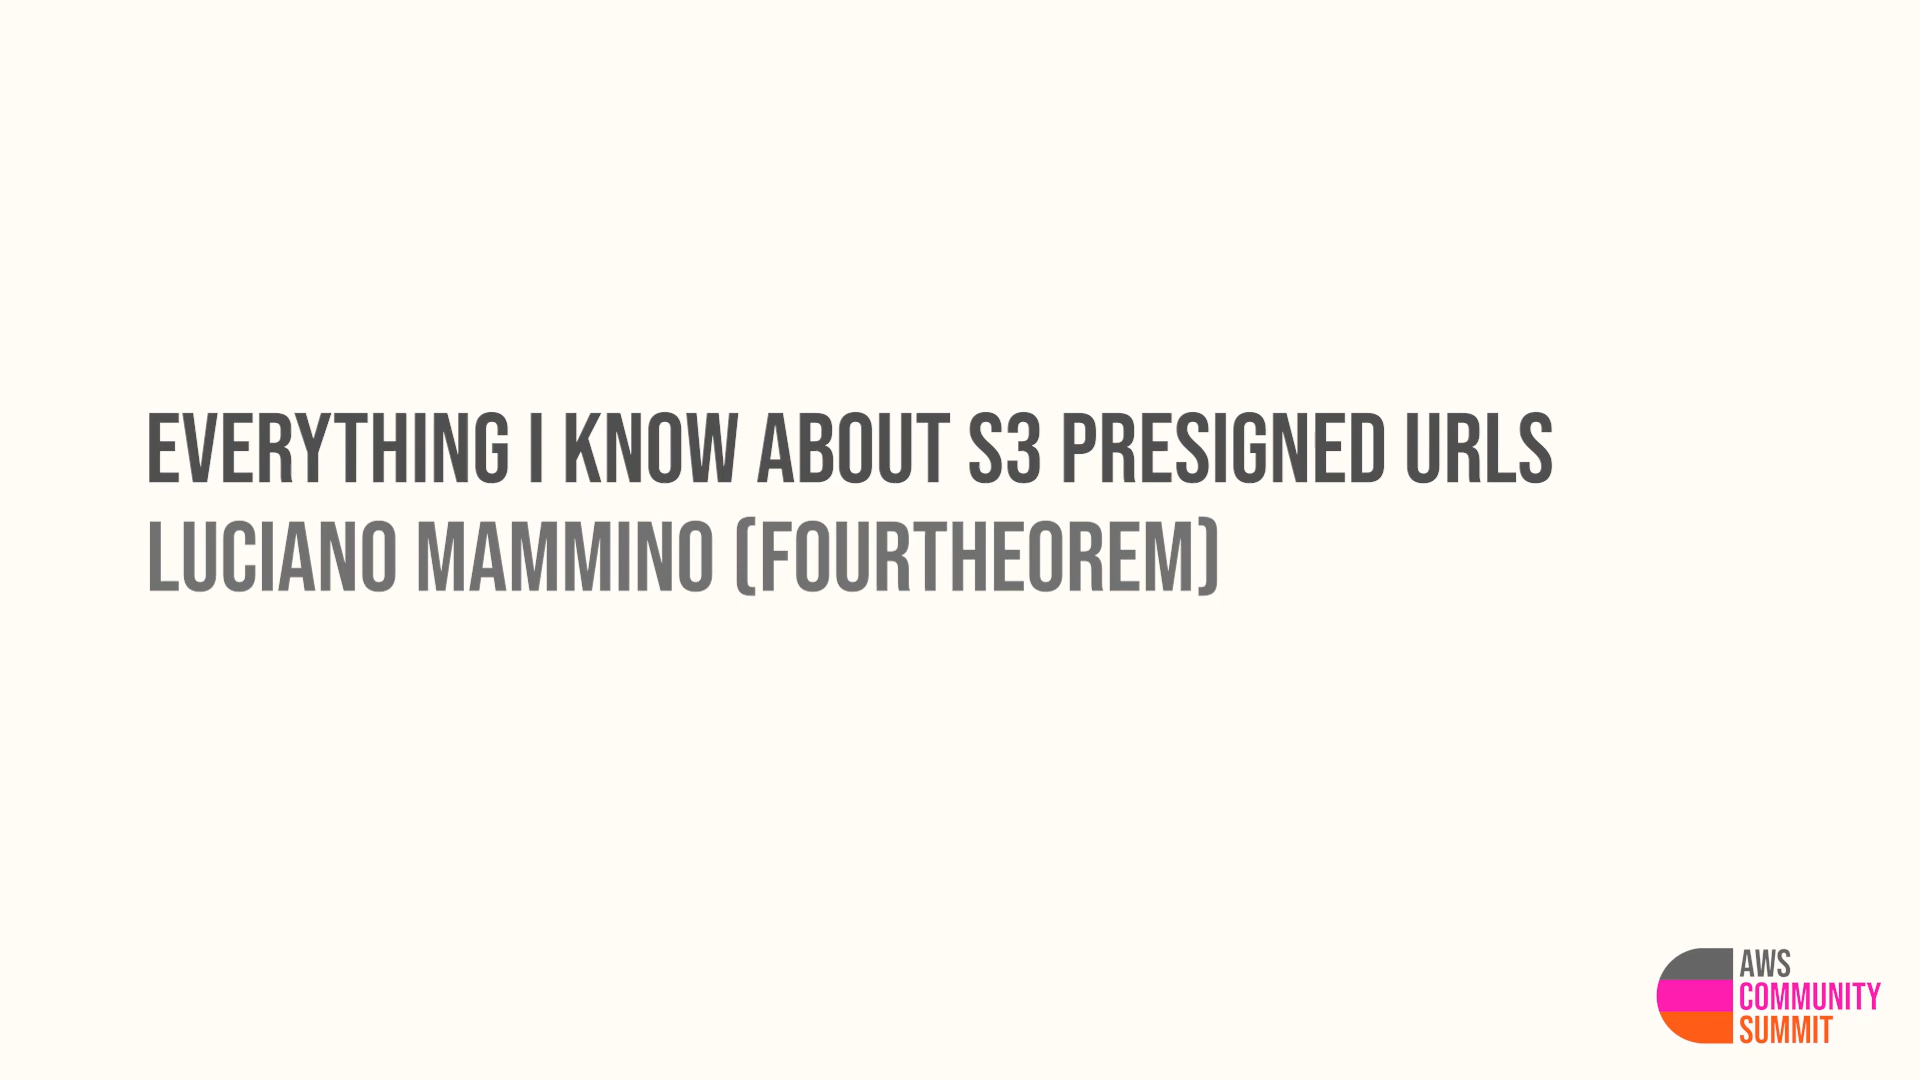 EVERYTHING I KNOW ABOUT S3 PRESIGNED URLS
LUCIANO MAMMINO (FOURTHEOREM)
AWS
COMMUNITY
SUMMIT